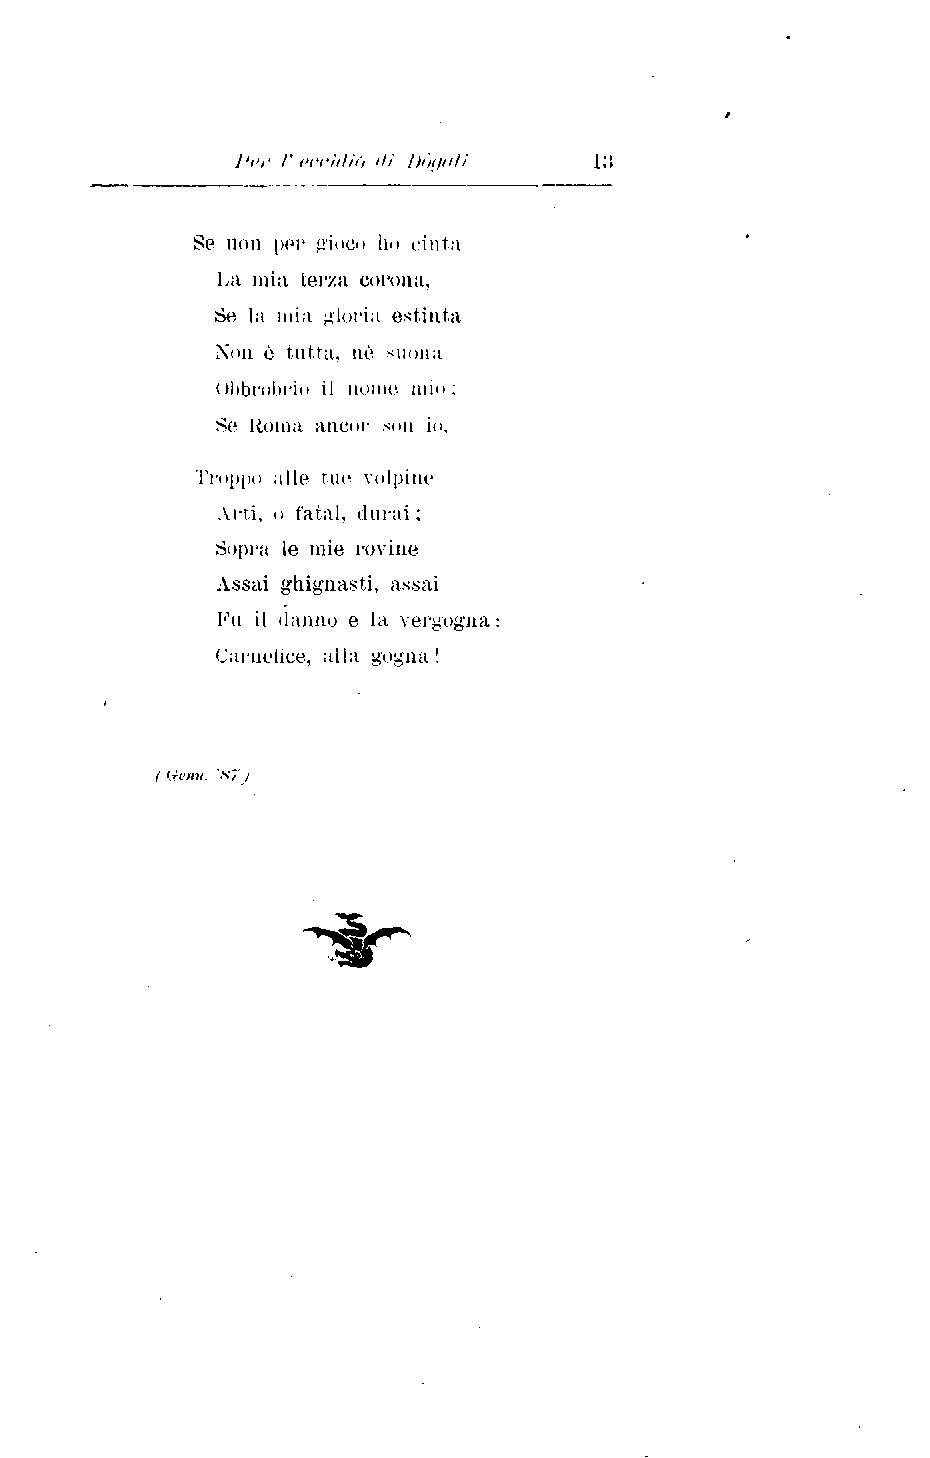 Per l'eccidio di Dogali 13
Se non per gioco ho cinta
La mia terza corona,
Se la mia gloria estinta
Non è tutta, nè suona
Obbrobrio il nome mio;
Se Roma ancor son io,
Troppo alle tue volpine
Arti, o fatal, durai;
Sopra le mie rovine
Assai ghignasti, assai
Fu il danno e la vergogna:
Carnefice, alla gogna!
(Genn. '87)